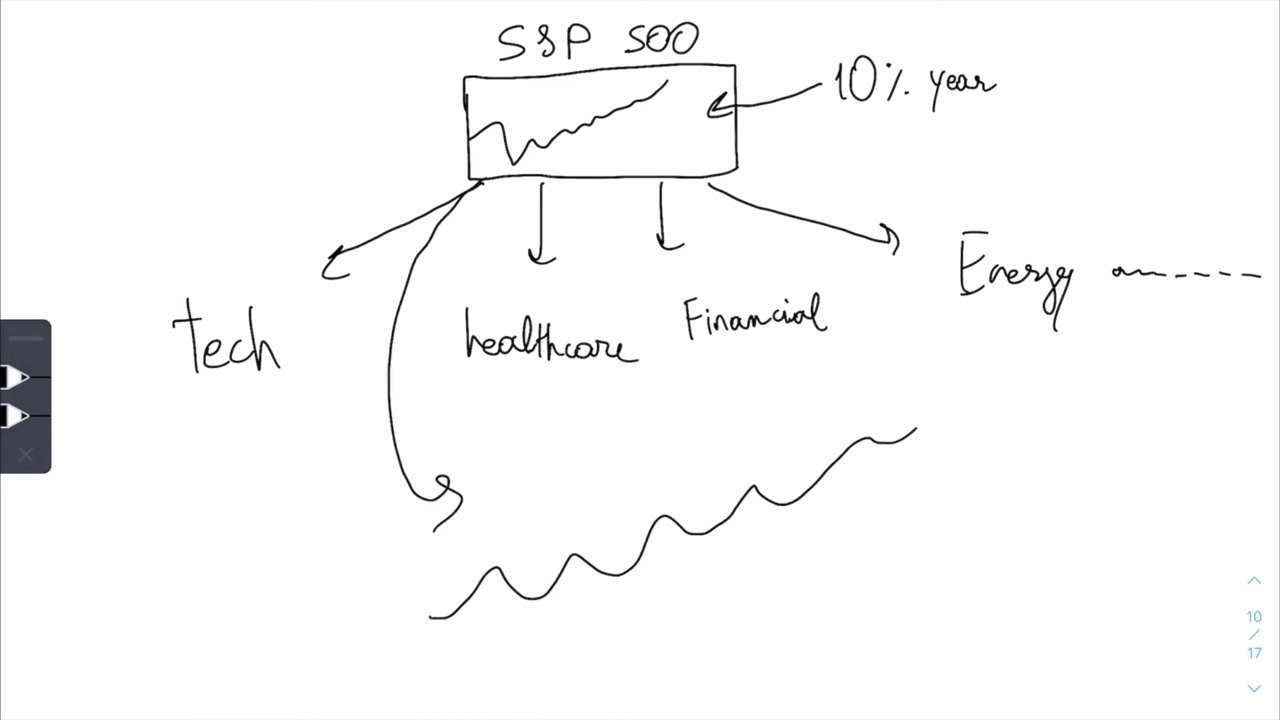 S&P 500
10% year
Energy
Financial
tech
healthcare
10
/
17